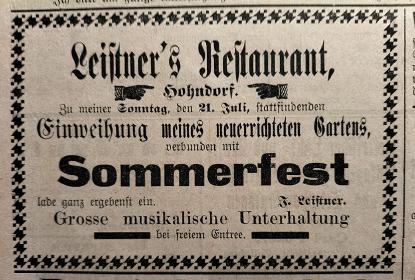 Leistner's Restaurant,
Hohndorf.
Zu meiner Sonntag, den 21. Juli, stattfindenden
Einweihung meines neuerrichteten Gartens,
verbunden mit
Sommerfest
lade ganz ergebenst ein. J. Leistner.
Grosse musikalische Unterhaltung
bei freiem Entree.